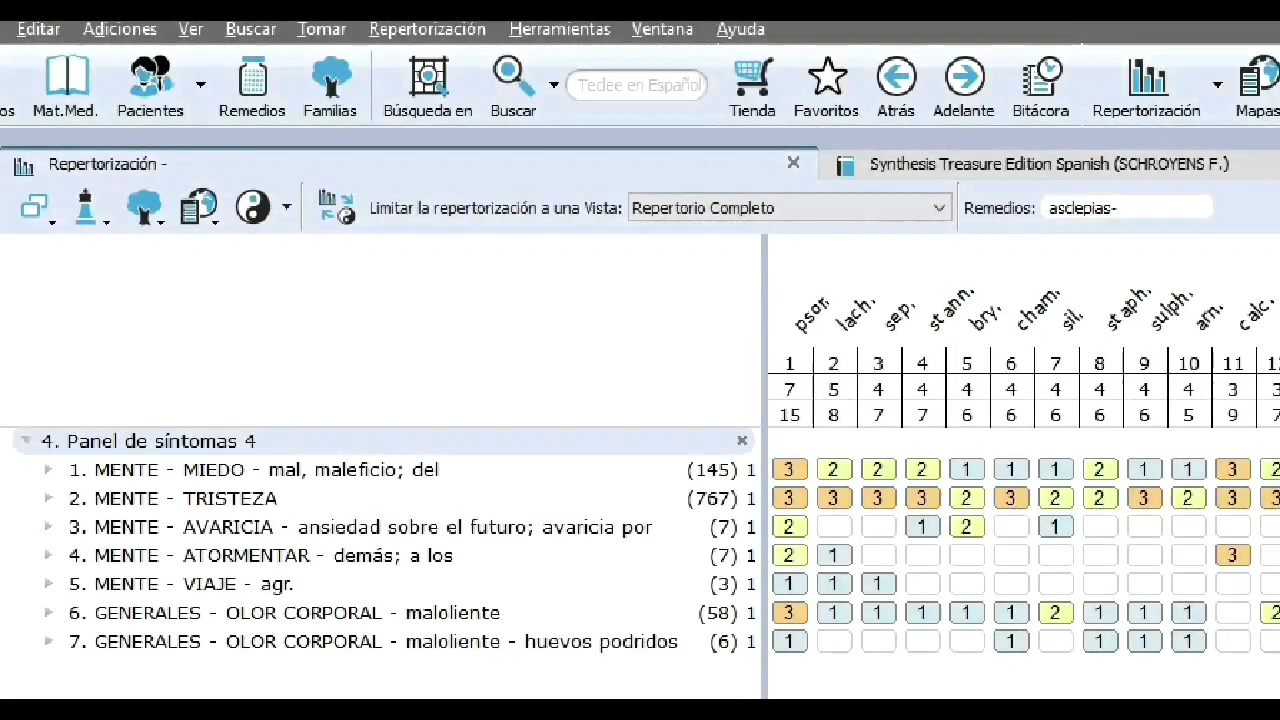 Editar Adiciones Ver Buscar Tomar Repertorización Herramientas Ventana Ayuda
os Mat.Med. Pacientes Remedios Familias Búsqueda en Buscar Tedee en Español Tienda Favoritos Atrás Adelante Bitácora Repertorización Mapas
Repertorización - Synthesis Treasure Edition Spanish (SCHROYENS F.)
Limitar la repertorización a una Vista: Repertorio Completo Remedios: asclepias-
psor. lach. sep. stann. bry. cham. sil. staph. sulph. arn. calc.
1 2 3 4 5 6 7 8 9 10 11 12
7 5 4 4 4 4 4 4 4 4 3 3
15 8 7 7 6 6 6 6 6 5 9 7
4. Panel de síntomas 4
1. MENTE - MIEDO - mal, maleficio; del (145) 1 3 2 2 2 1 1 1 2 1 1 3 2
2. MENTE - TRISTEZA (767) 1 3 3 3 3 2 3 2 2 3 2 3 3
3. MENTE - AVARICIA - ansiedad sobre el futuro; avaricia por (7) 1 2 1 2 1
4. MENTE - ATORMENTAR - demás; a los (7) 1 2 1 3
5. MENTE - VIAJE - agr. (3) 1 1 1 1
6. GENERALES - OLOR CORPORAL - maloliente (58) 1 3 1 1 1 1 1 2 1 1 1 2
7. GENERALES - OLOR CORPORAL - maloliente - huevos podridos (6) 1 1 1 1 1 1